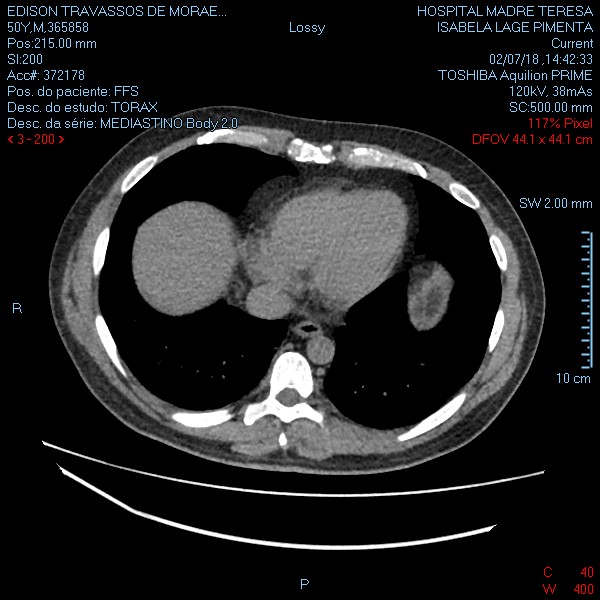 EDISON TRAVASSOS DE MORAE...
50Y,M,365858
Pos:215.00 mm
SI:200
Acc#: 372178
Pos. do paciente: FFS
Desc. do estudo: TORAX
Desc. da série: MEDIASTINO Body 2.0
< 3 - 200 >
Lossy
HOSPITAL MADRE TERESA
ISABELA LAGE PIMENTA
Current
02/07/18 ,14:42:33
TOSHIBA Aquilion PRIME
120kV, 38mAs
SC:500.00 mm
117% Pixel
DFOV 44.1 x 44.1 cm
SW 2.00 mm
R
10 cm
P
C 40
W 400